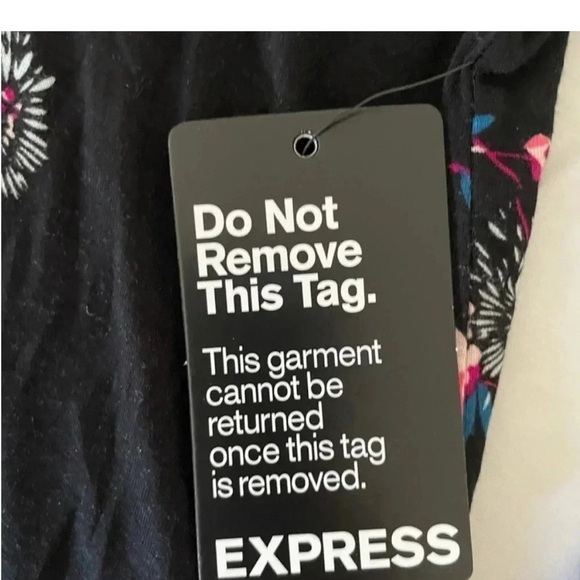 Do Not
Remove
This Tag.
This garment
cannot be
returned
once this tag
is removed.
EXPRESS